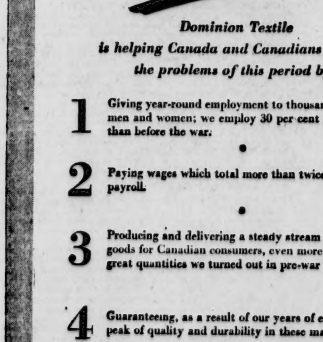 Dominion Textile
is helping Canada and Canadians
the problems of this period b
1 Giving year-round employment to thousan
men and women; we employ 30 per cent
than before the war.
2 Paying wages which total more than twice
payroll.
3 Producing and delivering a steady stream
goods for Canadian consumers, even more
great quantities we turned out in pre-war
4 Guaranteeing, as a result of our years of e
peak of quality and durability in these ma